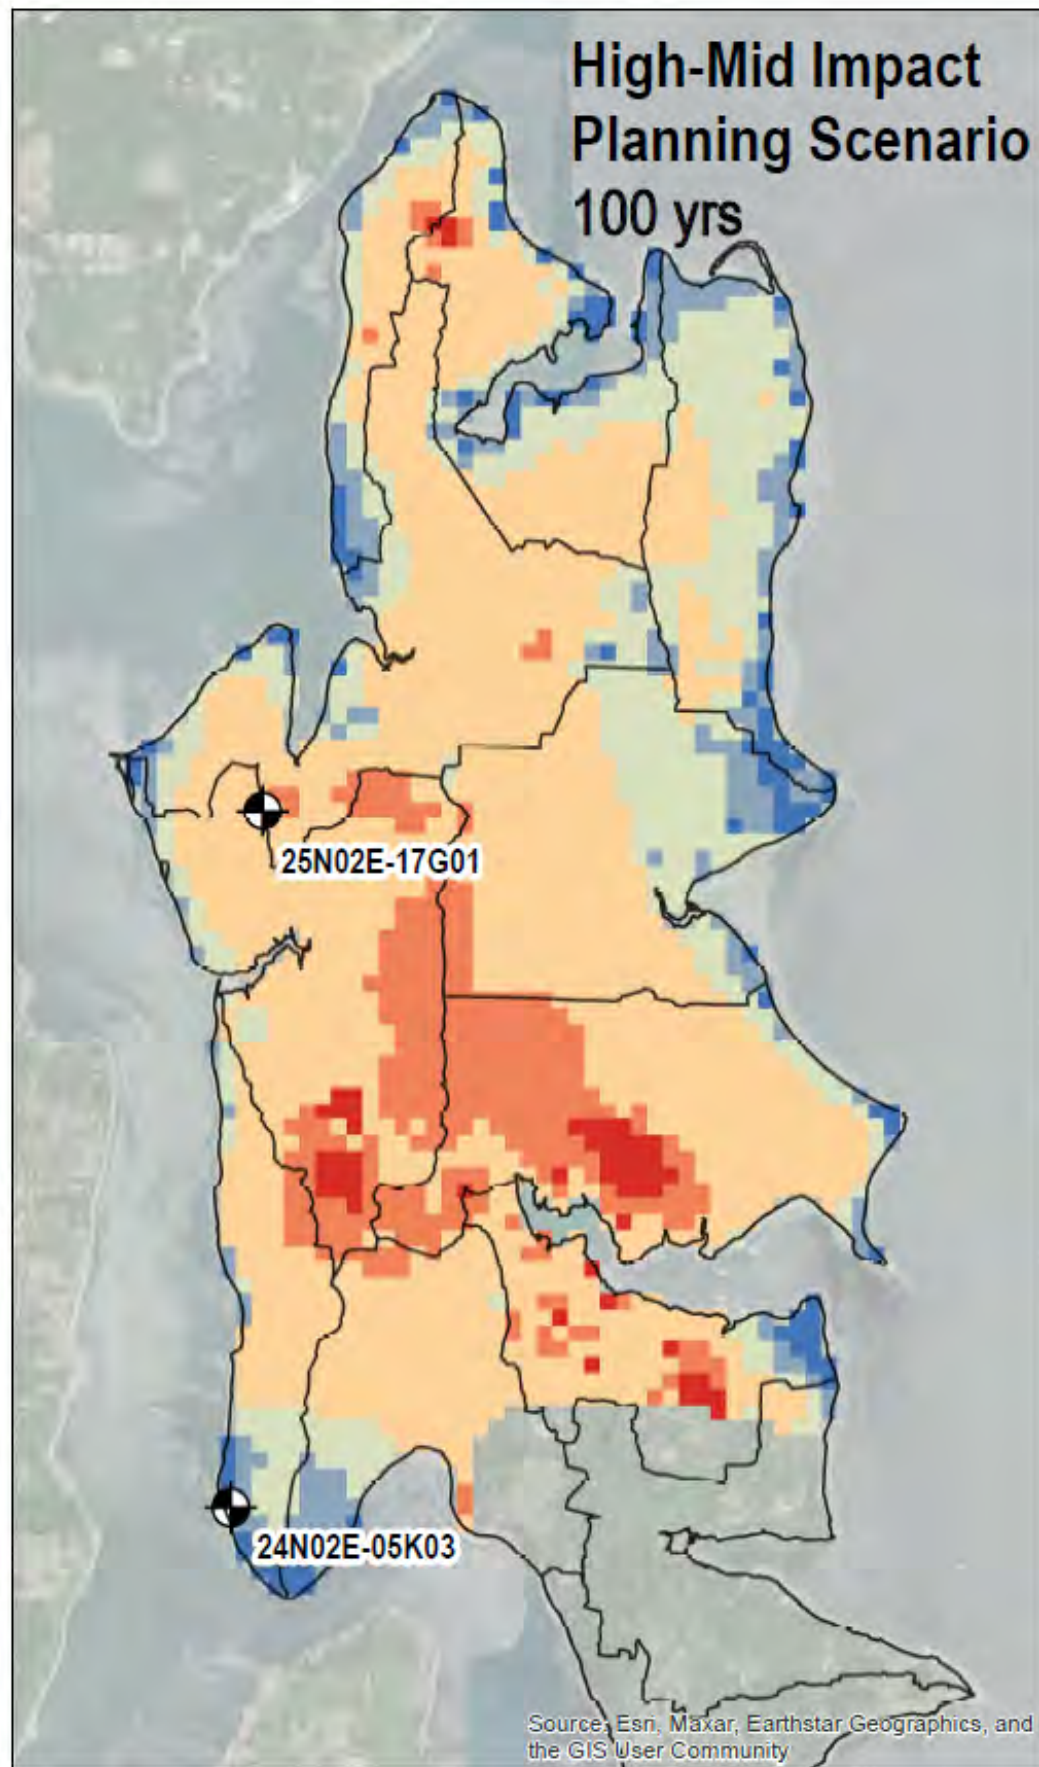 High-Mid Impact
Planning Scenario
100 yrs
25N02E-17G01
24N02E-05K03
Source: Esri, Maxar, Earthstar Geographics, and
the GIS User Community